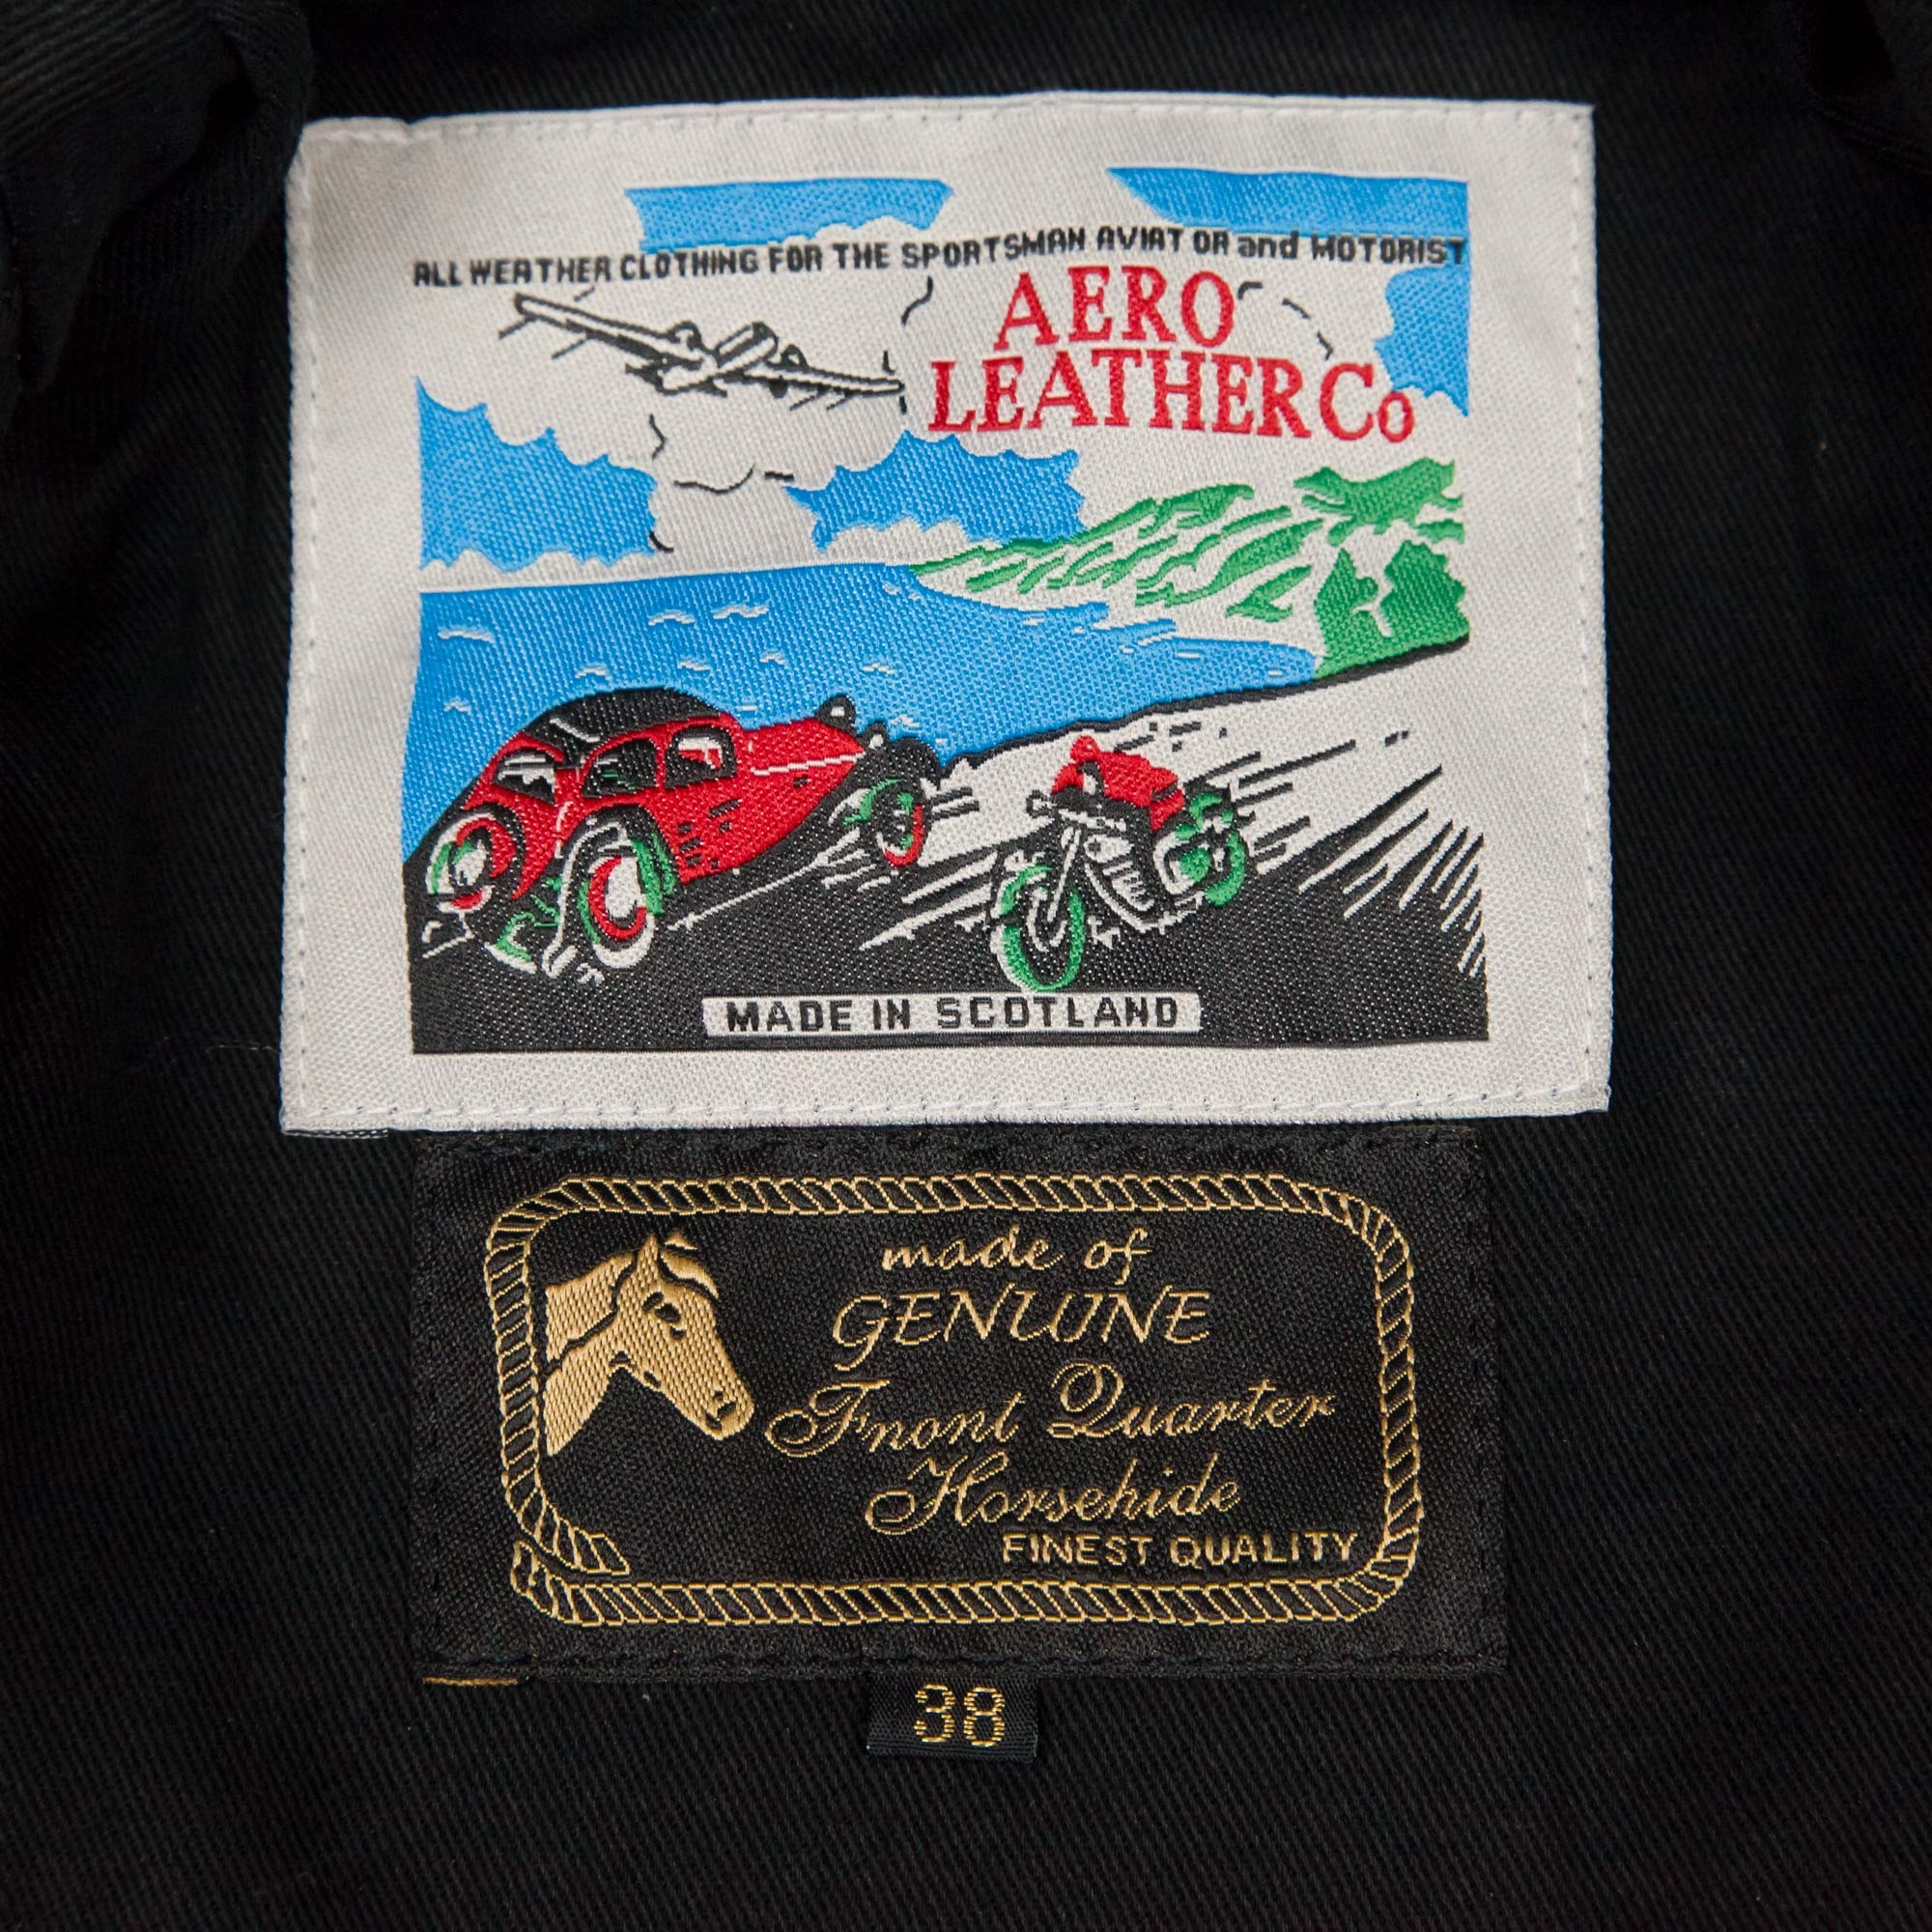 ALL WEATHER CLOTHING FOR THE SPORTSMAN AVIATOR and MOTORIST
AERO
LEATHER Co
MADE IN SCOTLAND
made of
GENUINE
Front Quarter
Horsehide
FINEST QUALITY
38